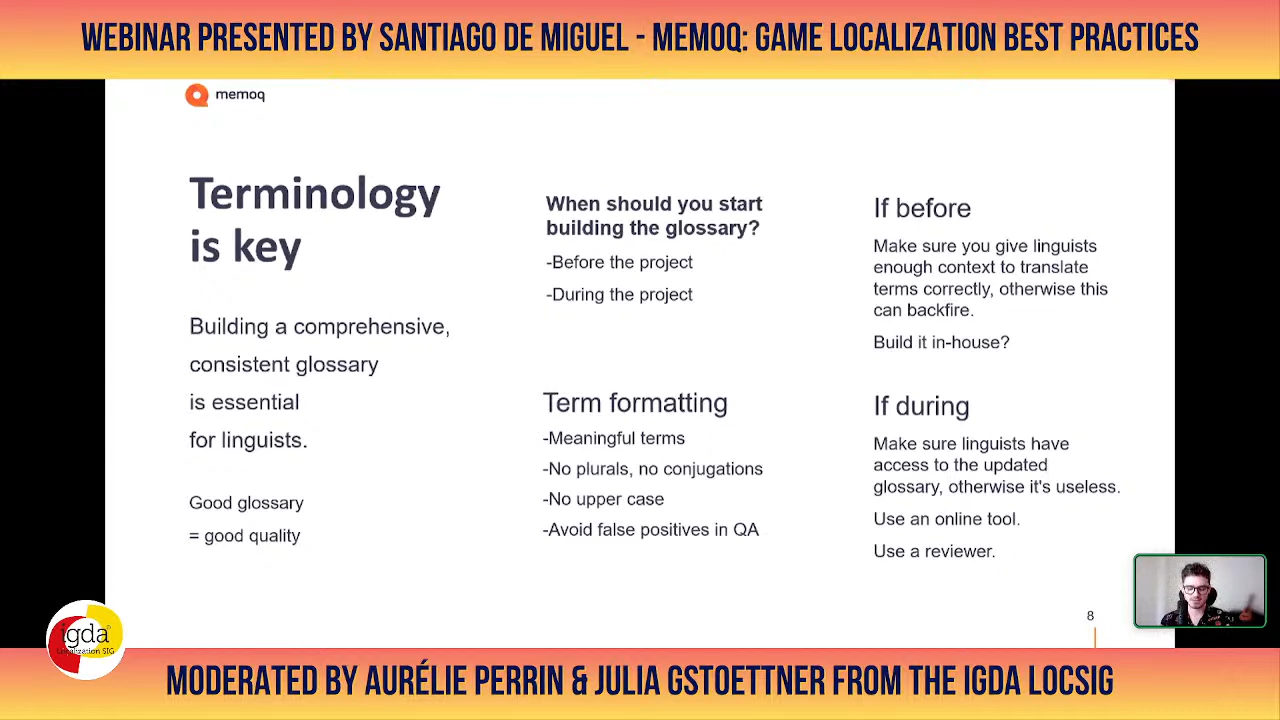 WEBINAR PRESENTED BY SANTIAGO DE MIGUEL - MEMOQ: GAME LOCALIZATION BEST PRACTICES
memoq
Terminology
is key
Building a comprehensive,
consistent glossary
is essential
for linguists.
Good glossary
= good quality
When should you start
building the glossary?
-Before the project
-During the project
Term formatting
-Meaningful terms
-No plurals, no conjugations
-No upper case
-Avoid false positives in QA
If before
Make sure you give linguists
enough context to translate
terms correctly, otherwise this
can backfire.
Build it in-house?
If during
Make sure linguists have
access to the updated
glossary, otherwise it's useless.
Use an online tool.
Use a reviewer.
8
igda
Localization SIG
MODERATED BY AURÉLIE PERRIN & JULIA GSTOETTNER FROM THE IGDA LOCSIG